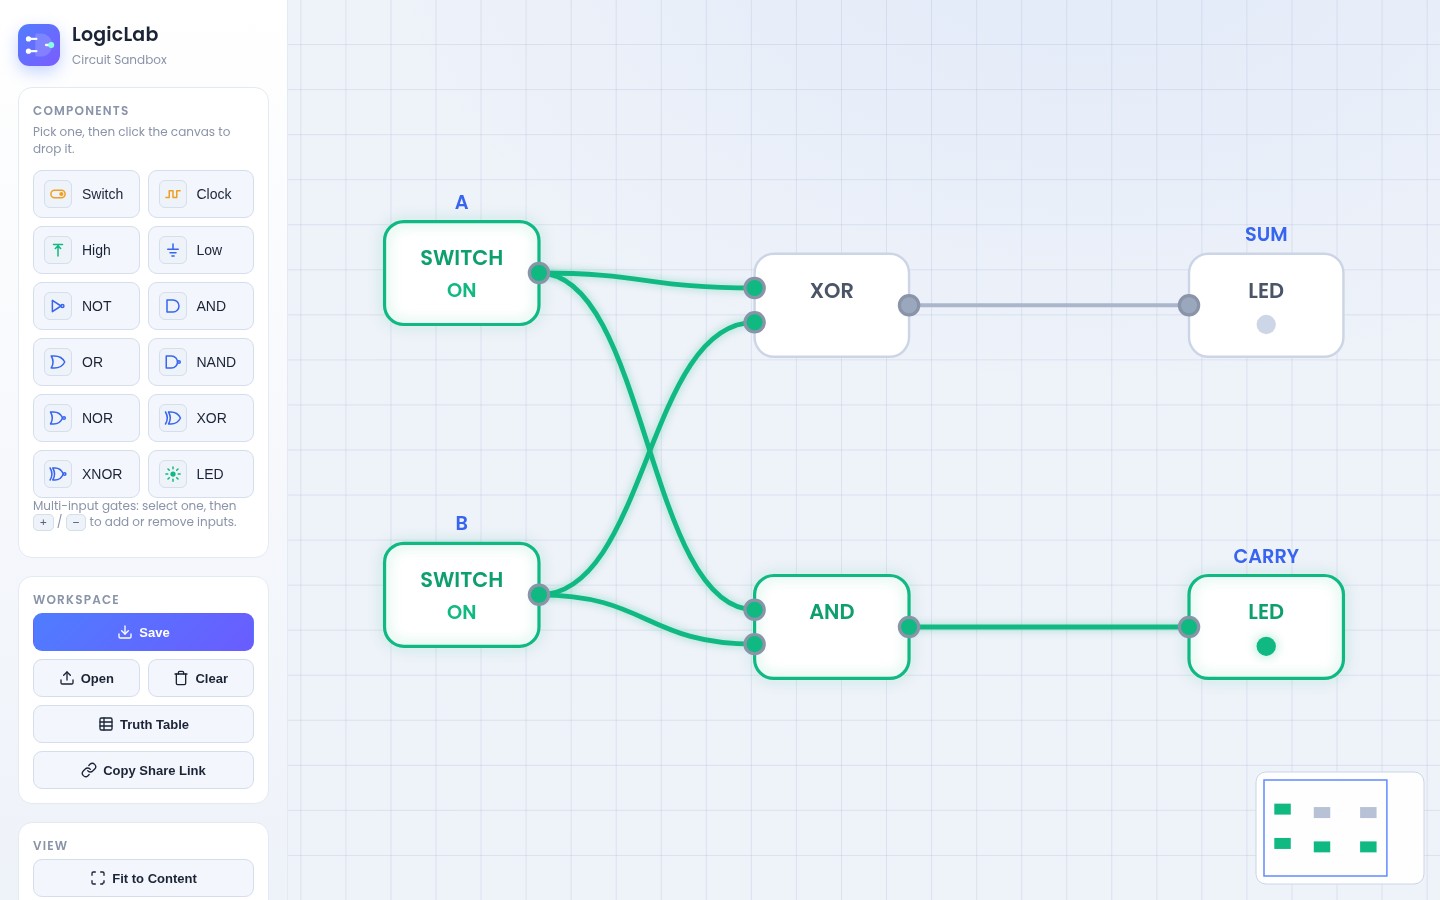 LogicLab
Circuit Sandbox
COMPONENTS
Pick one, then click the canvas to
drop it.
Switch
Clock
High
Low
NOT
AND
OR
NAND
NOR
XOR
XNOR
LED
Multi-input gates: select one, then
+ / − to add or remove inputs.
WORKSPACE
Save
Open
Clear
Truth Table
Copy Share Link
VIEW
Fit to Content
A
SWITCH
ON
B
SWITCH
ON
XOR
AND
SUM
LED
CARRY
LED